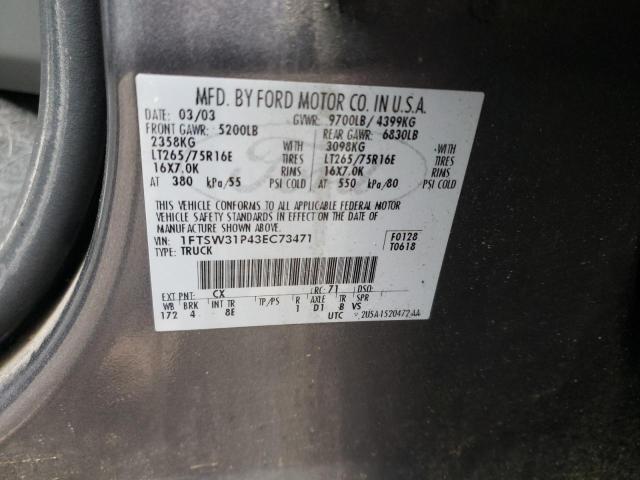 MFD. BY FORD MOTOR CO. IN U.S.A.
DATE: 03/03 GVWR: 9700LB/ 4399KG
FRONT GAWR: 5200LB REAR GAWR: 6830LB
2358KG WITH 3098KG WITH
LT265/75R16E TIRES LT265/75R16E TIRES
16X7.0K RIMS 16X7.0K RIMS
AT 380 kPa/55 PSI COLD AT 550 kPa/80 PSI COLD
THIS VEHICLE CONFORMS TO ALL APPLICABLE FEDERAL MOTOR
VEHICLE SAFETY STANDARDS IN EFFECT ON THE DATE OF
MANUFACTURE SHOWN ABOVE.
VIN: 1FTSW31P43EC73471 F0128
TYPE: TRUCK T0618
EXT PNT: CX RC: 71 DSO:
WB BRK INT TR TP/PS R AXLE TR SPR
172 4 8E 1 D1 B VS
UTC 2U5A-1520472-AA
Ford